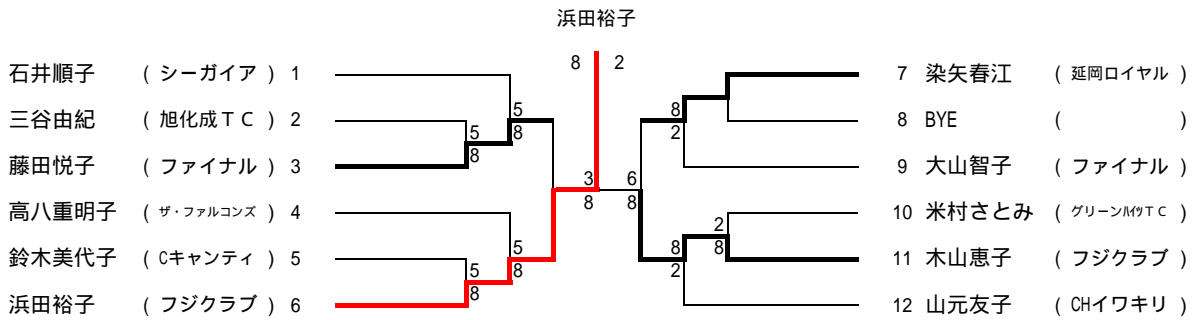 浜田裕子
8 2
石井順子 ( シーガイア ) 1
三谷由紀 ( 旭化成ＴＣ ) 2
藤田悦子 ( ファイナル ) 3
高八重明子 ( ザ・ファルコンズ ) 4
鈴木美代子 ( Cキャンティ ) 5
浜田裕子 ( フジクラブ ) 6
5
8
5
8
5
8
5
8
3
8
6
8
8
2
2
8
8
2
7 染矢春江 ( 延岡ロイヤル )
8 BYE ( )
9 大山智子 ( ファイナル )
10 米村さとみ ( グリーンﾊｲﾂＴＣ )
11 木山恵子 ( フジクラブ )
12 山元友子 ( CHイワキリ )